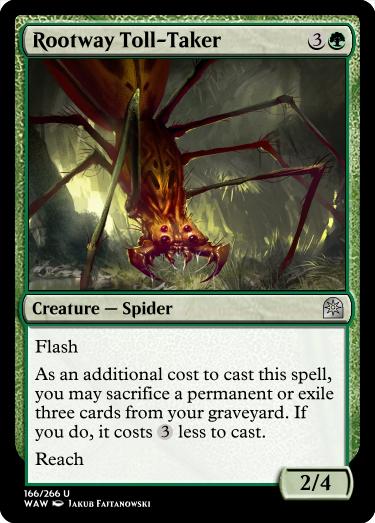 Rootway Toll-Taker 3
Creature — Spider
Flash
As an additional cost to cast this spell,
you may sacrifice a permanent or exile
three cards from your graveyard. If
you do, it costs 3 less to cast.
Reach
2/4
166/266 U
WAW Jakub Fajtanowski